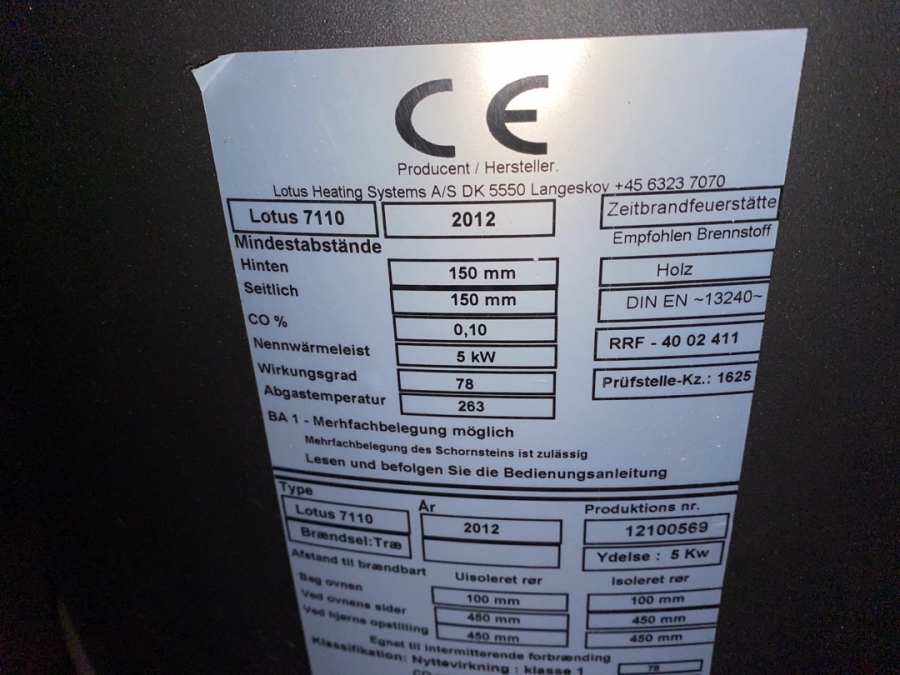 CE
Producent / Hersteller.
Lotus Heating Systems A/S DK 5550 Langeskov +45 6323 7070
Lotus 7110 2012 Zeitbrandfeuerstätte
Mindestabstände Empfohlen Brennstoff
Hinten 150 mm Holz
Seitlich 150 mm DIN EN ~13240~
CO % 0,10 RRF - 40 02 411
Nennwärmeleist 5 kW
Wirkungsgrad 78 Prüfstelle-Kz.: 1625
Abgastemperatur 263
BA 1 - Merhfachbelegung möglich
Mehrfachbelegung des Schornsteins ist zulässig
Lesen und befolgen Sie die Bedienungsanleitung
Type År Produktions nr.
Lotus 7110 2012 12100569
Brændsel:Træ Ydelse : 5 Kw
Afstand til brændbart Uisoleret rør Isoleret rør
Bag ovnen 100 mm 100 mm
Ved ovnens sider 450 mm 450 mm
Ved hjørne opstilling 450 mm 450 mm
Egnet til intermitterende forbrænding
Klassifikation: Nyttevirkning : klasse 1 78
CO